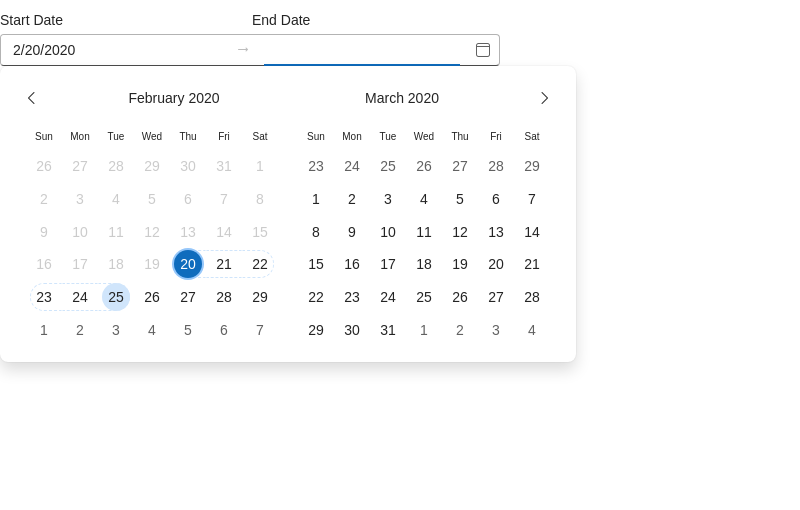 Start Date End Date
2/20/2020 →
February 2020 March 2020
Sun Mon Tue Wed Thu Fri Sat Sun Mon Tue Wed Thu Fri Sat
26 27 28 29 30 31 1 23 24 25 26 27 28 29
2 3 4 5 6 7 8 1 2 3 4 5 6 7
9 10 11 12 13 14 15 8 9 10 11 12 13 14
16 17 18 19 20 21 22 15 16 17 18 19 20 21
23 24 25 26 27 28 29 22 23 24 25 26 27 28
1 2 3 4 5 6 7 29 30 31 1 2 3 4